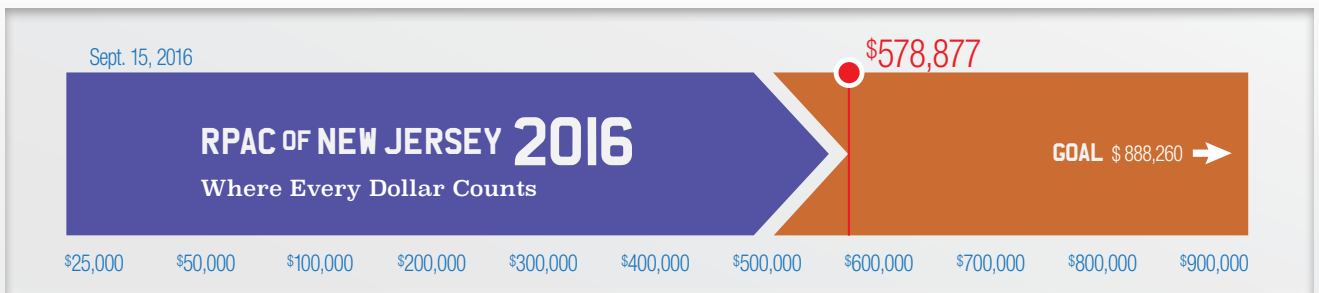 Sept. 15, 2016
$578,877
RPAC OF NEW JERSEY 2016
Where Every Dollar Counts
GOAL $888,260
$25,000 $50,000 $100,000 $200,000 $300,000 $400,000 $500,000 $600,000 $700,000 $800,000 $900,000